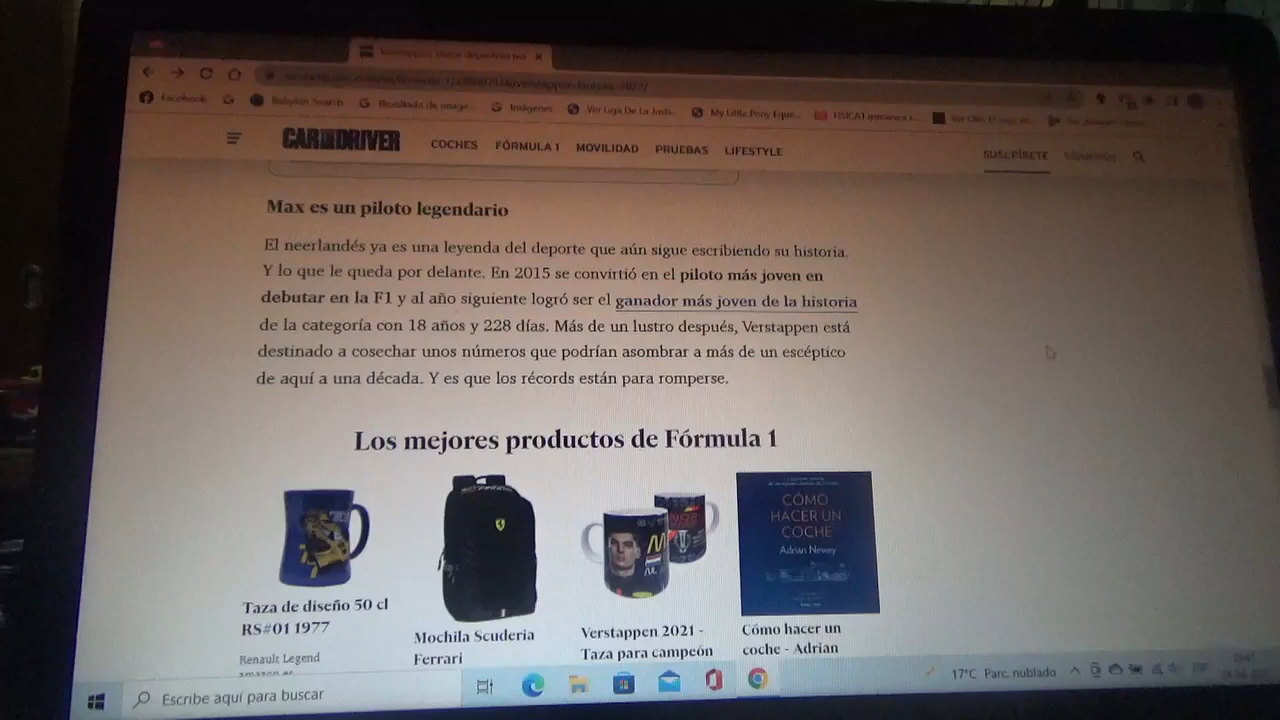 Facebook
Babylon Search
Resultado de image...
Imágenes
Ver Liga De La Justi...
My Little Pony Eque...
CAR AND DRIVER
COCHES FÓRMULA 1 MOVILIDAD PRUEBAS LIFESTYLE
SUSCRÍBETE
Max es un piloto legendario
El neerlandés ya es una leyenda del deporte que aún sigue escribiendo su historia.
Y lo que le queda por delante. En 2015 se convirtió en el piloto más joven en
debutar en la F1 y al año siguiente logró ser el ganador más joven de la historia
de la categoría con 18 años y 228 días. Más de un lustro después, Verstappen está
destinado a cosechar unos números que podrían asombrar a más de un escéptico
de aquí a una década. Y es que los récords están para romperse.
Los mejores productos de Fórmula 1
CÓMO
HACER UN
COCHE
Adrian Newey
Taza de diseño 50 cl
RS#01 1977
Renault Legend
amazon.es
Mochila Scuderia
Ferrari
Verstappen 2021 -
Taza para campeón
Cómo hacer un
coche - Adrian
Escribe aquí para buscar
17°C Parc. nublado